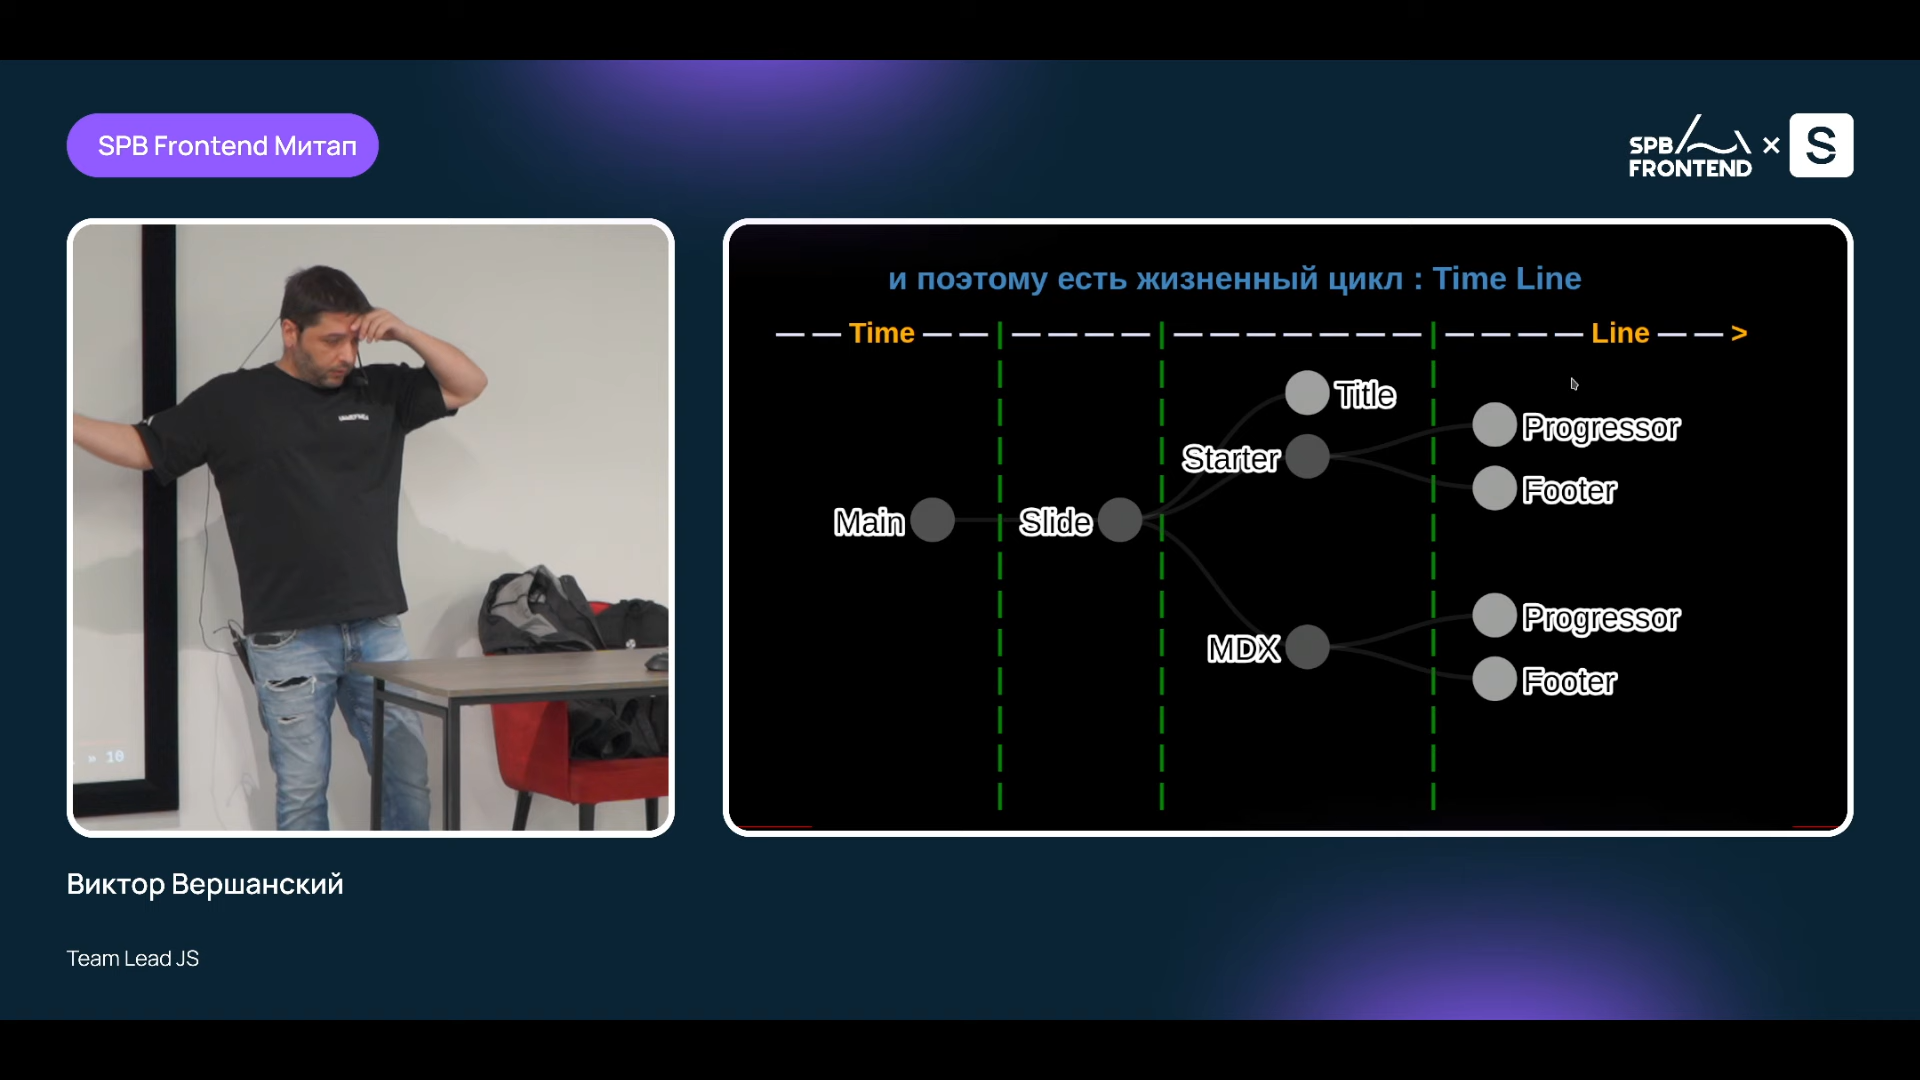 SPB Frontend Митап
SPB
FRONTEND
×
S
и поэтому есть жизненный цикл : Time Line
— — Time — — — — — — — — — — — — — — — — — — Line — — >
Title
Progressor
Starter
Footer
Main
Slide
Progressor
MDX
Footer
» 10
Виктор Вершанский
Team Lead JS